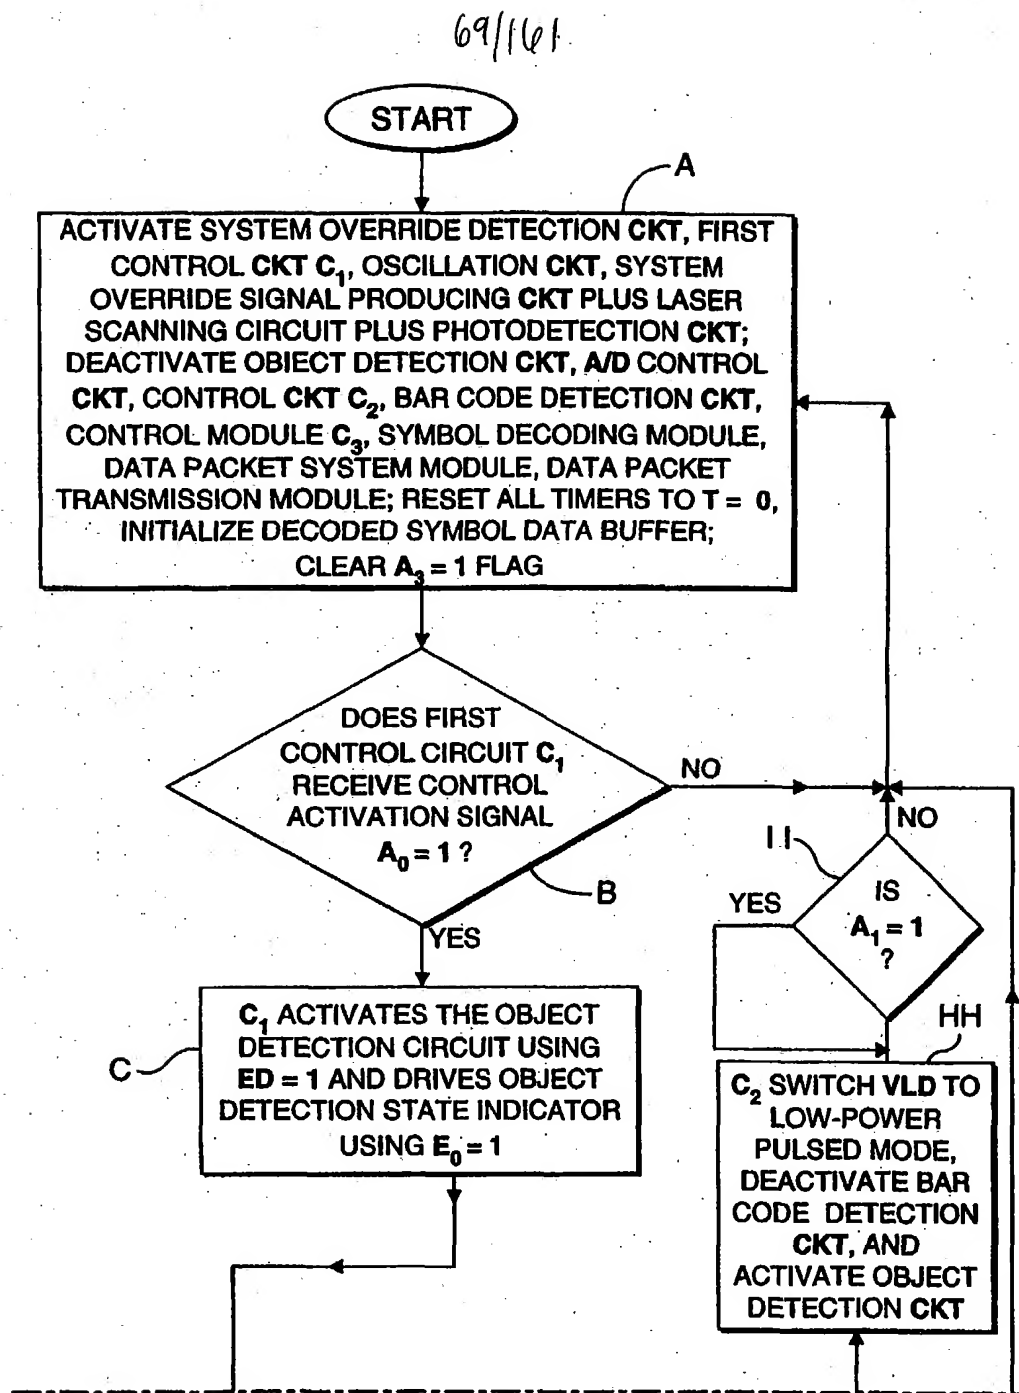 69/161
START
A
ACTIVATE SYSTEM OVERRIDE DETECTION CKT, FIRST
CONTROL CKT C₁, OSCILLATION CKT, SYSTEM
OVERRIDE SIGNAL PRODUCING CKT PLUS LASER
SCANNING CIRCUIT PLUS PHOTODETECTION CKT;
DEACTIVATE OBJECT DETECTION CKT, A/D CONTROL
CKT, CONTROL CKT C₂, BAR CODE DETECTION CKT,
CONTROL MODULE C₃, SYMBOL DECODING MODULE,
DATA PACKET SYSTEM MODULE, DATA PACKET
TRANSMISSION MODULE; RESET ALL TIMERS TO T = 0,
INITIALIZE DECODED SYMBOL DATA BUFFER;
CLEAR A₃ = 1 FLAG
DOES FIRST
CONTROL CIRCUIT C₁
RECEIVE CONTROL
ACTIVATION SIGNAL
A₀ = 1 ?
NO
B
YES
NO
II
IS
A₁ = 1
?
YES
C₁ ACTIVATES THE OBJECT
DETECTION CIRCUIT USING
ED = 1 AND DRIVES OBJECT
DETECTION STATE INDICATOR
USING E₀ = 1
C
HH
C₂ SWITCH VLD TO
LOW-POWER
PULSED MODE,
DEACTIVATE BAR
CODE DETECTION
CKT, AND
ACTIVATE OBJECT
DETECTION CKT